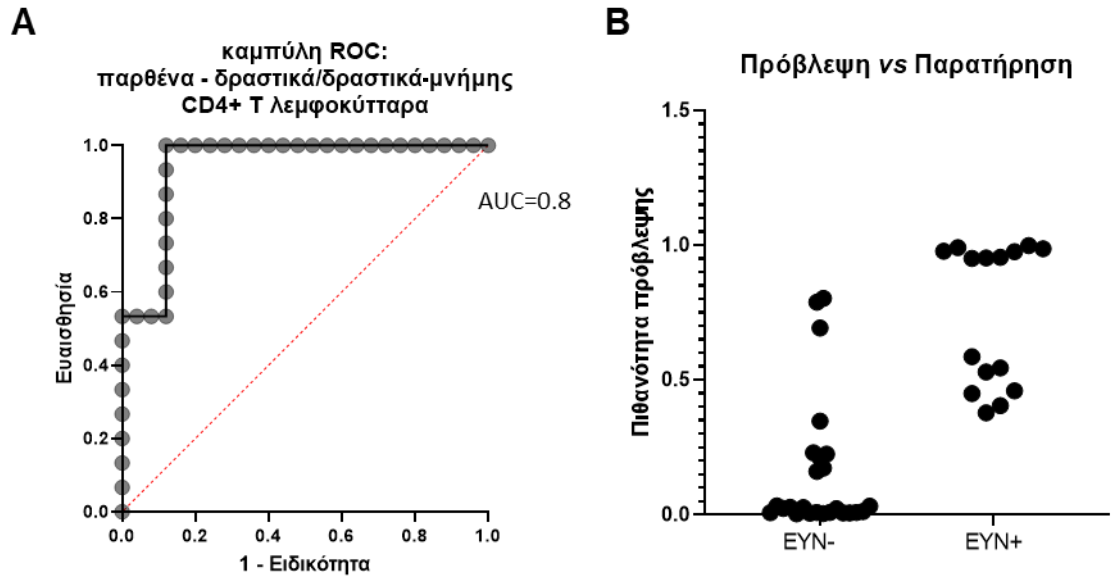 A
καμπύλη ROC:
παρθένα - δραστικά/δραστικά-μνήμης
CD4+ T λεμφοκύτταρα
Ευαισθησία
1.0
0.8
0.6
0.4
0.2
0.0
0.0 0.2 0.4 0.6 0.8 1.0
1 - Ειδικότητα
AUC=0.8
B
Πρόβλεψη vs Παρατήρηση
Πιθανότητα πρόβλεψης
1.5
1.0
0.5
0.0
ΕΥΝ- ΕΥΝ+